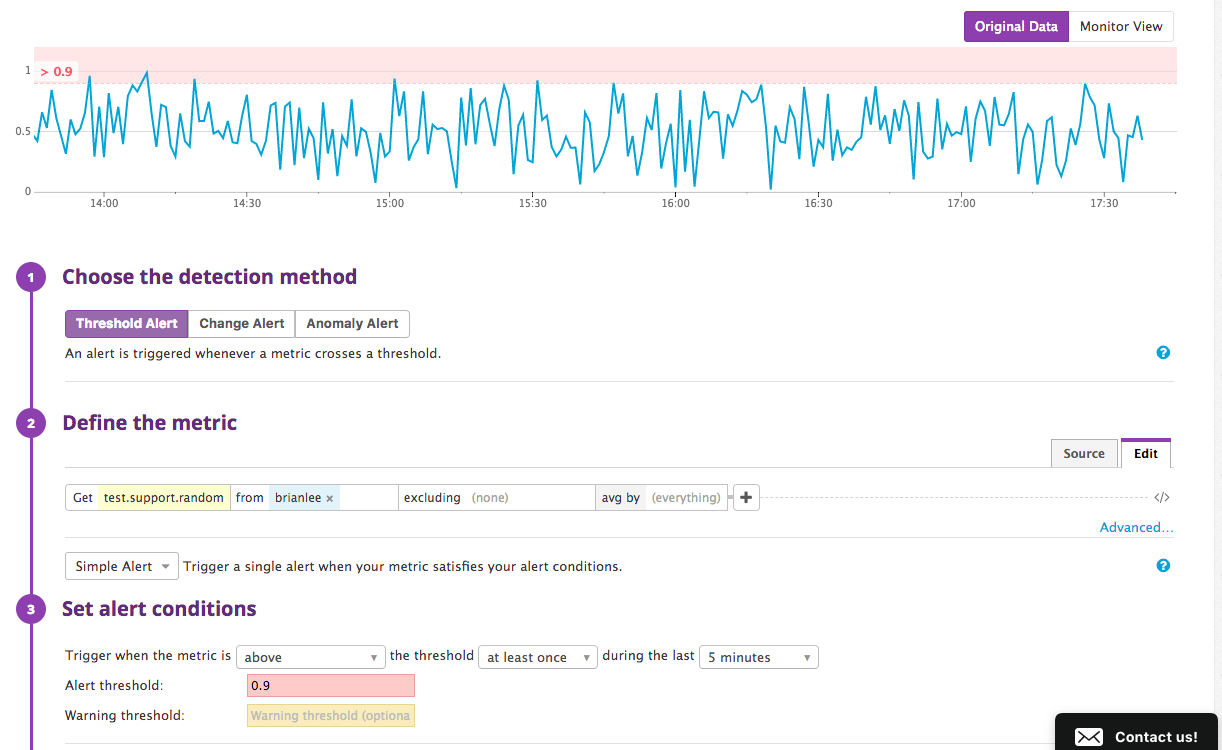 Original Data Monitor View
> 0.9
1
0.5
0
14:00 14:30 15:00 15:30 16:00 16:30 17:00 17:30
1 Choose the detection method
Threshold Alert Change Alert Anomaly Alert
An alert is triggered whenever a metric crosses a threshold. ?
2 Define the metric
Source Edit
Get test.support.random from brianlee × excluding (none) avg by (everything) + </>
Advanced...
Simple Alert Trigger a single alert when your metric satisfies your alert conditions. ?
3 Set alert conditions
Trigger when the metric is above the threshold at least once during the last 5 minutes
Alert threshold: 0.9
Warning threshold: Warning threshold (optiona
Contact us!